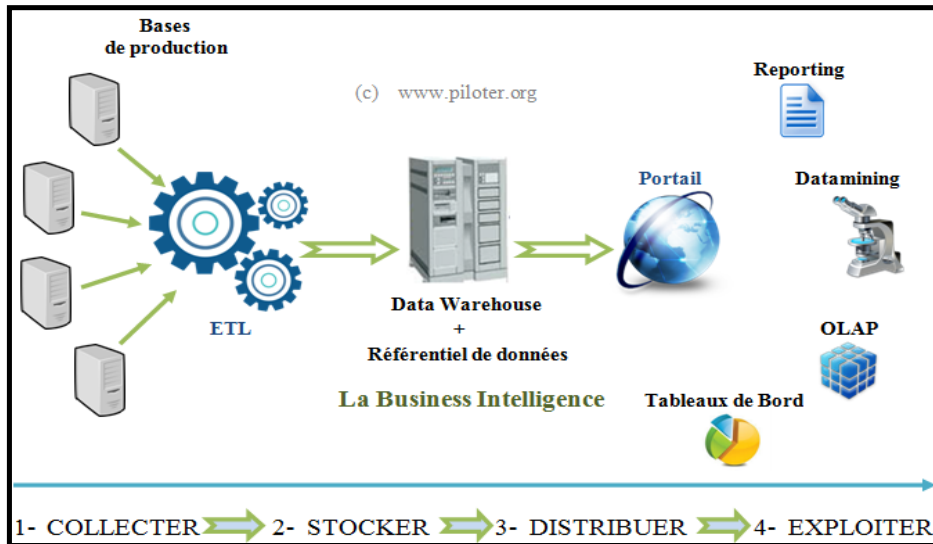 Bases
de production
(c) www.piloter.org
Reporting
Portail
Datamining
ETL
Data Warehouse
+
Référentiel de données
OLAP
La Business Intelligence
Tableaux de Bord
1- COLLECTER 2- STOCKER 3- DISTRIBUER 4- EXPLOITER